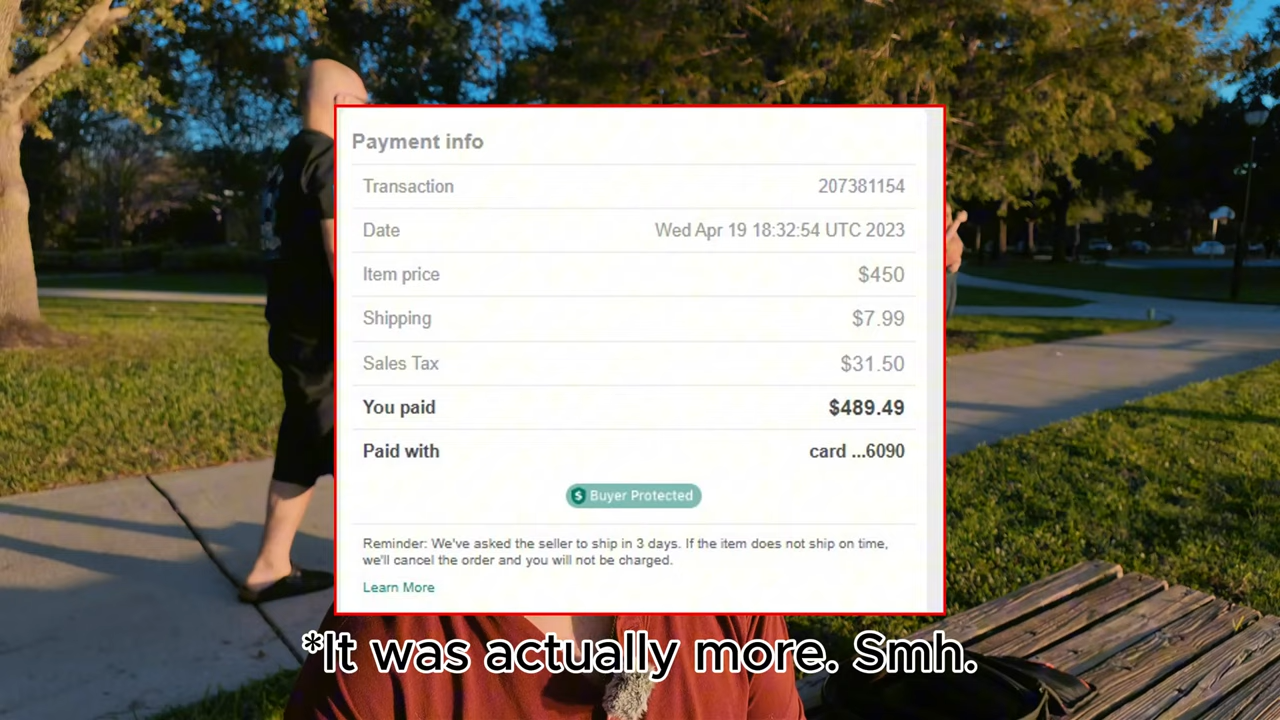 Payment info
Transaction 207381154
Date Wed Apr 19 18:32:54 UTC 2023
Item price $450
Shipping $7.99
Sales Tax $31.50
You paid $489.49
Paid with card ...6090
Buyer Protected
Reminder: We've asked the seller to ship in 3 days. If the item does not ship on time,
we'll cancel the order and you will not be charged.
Learn More
*It was actually more. Smh.